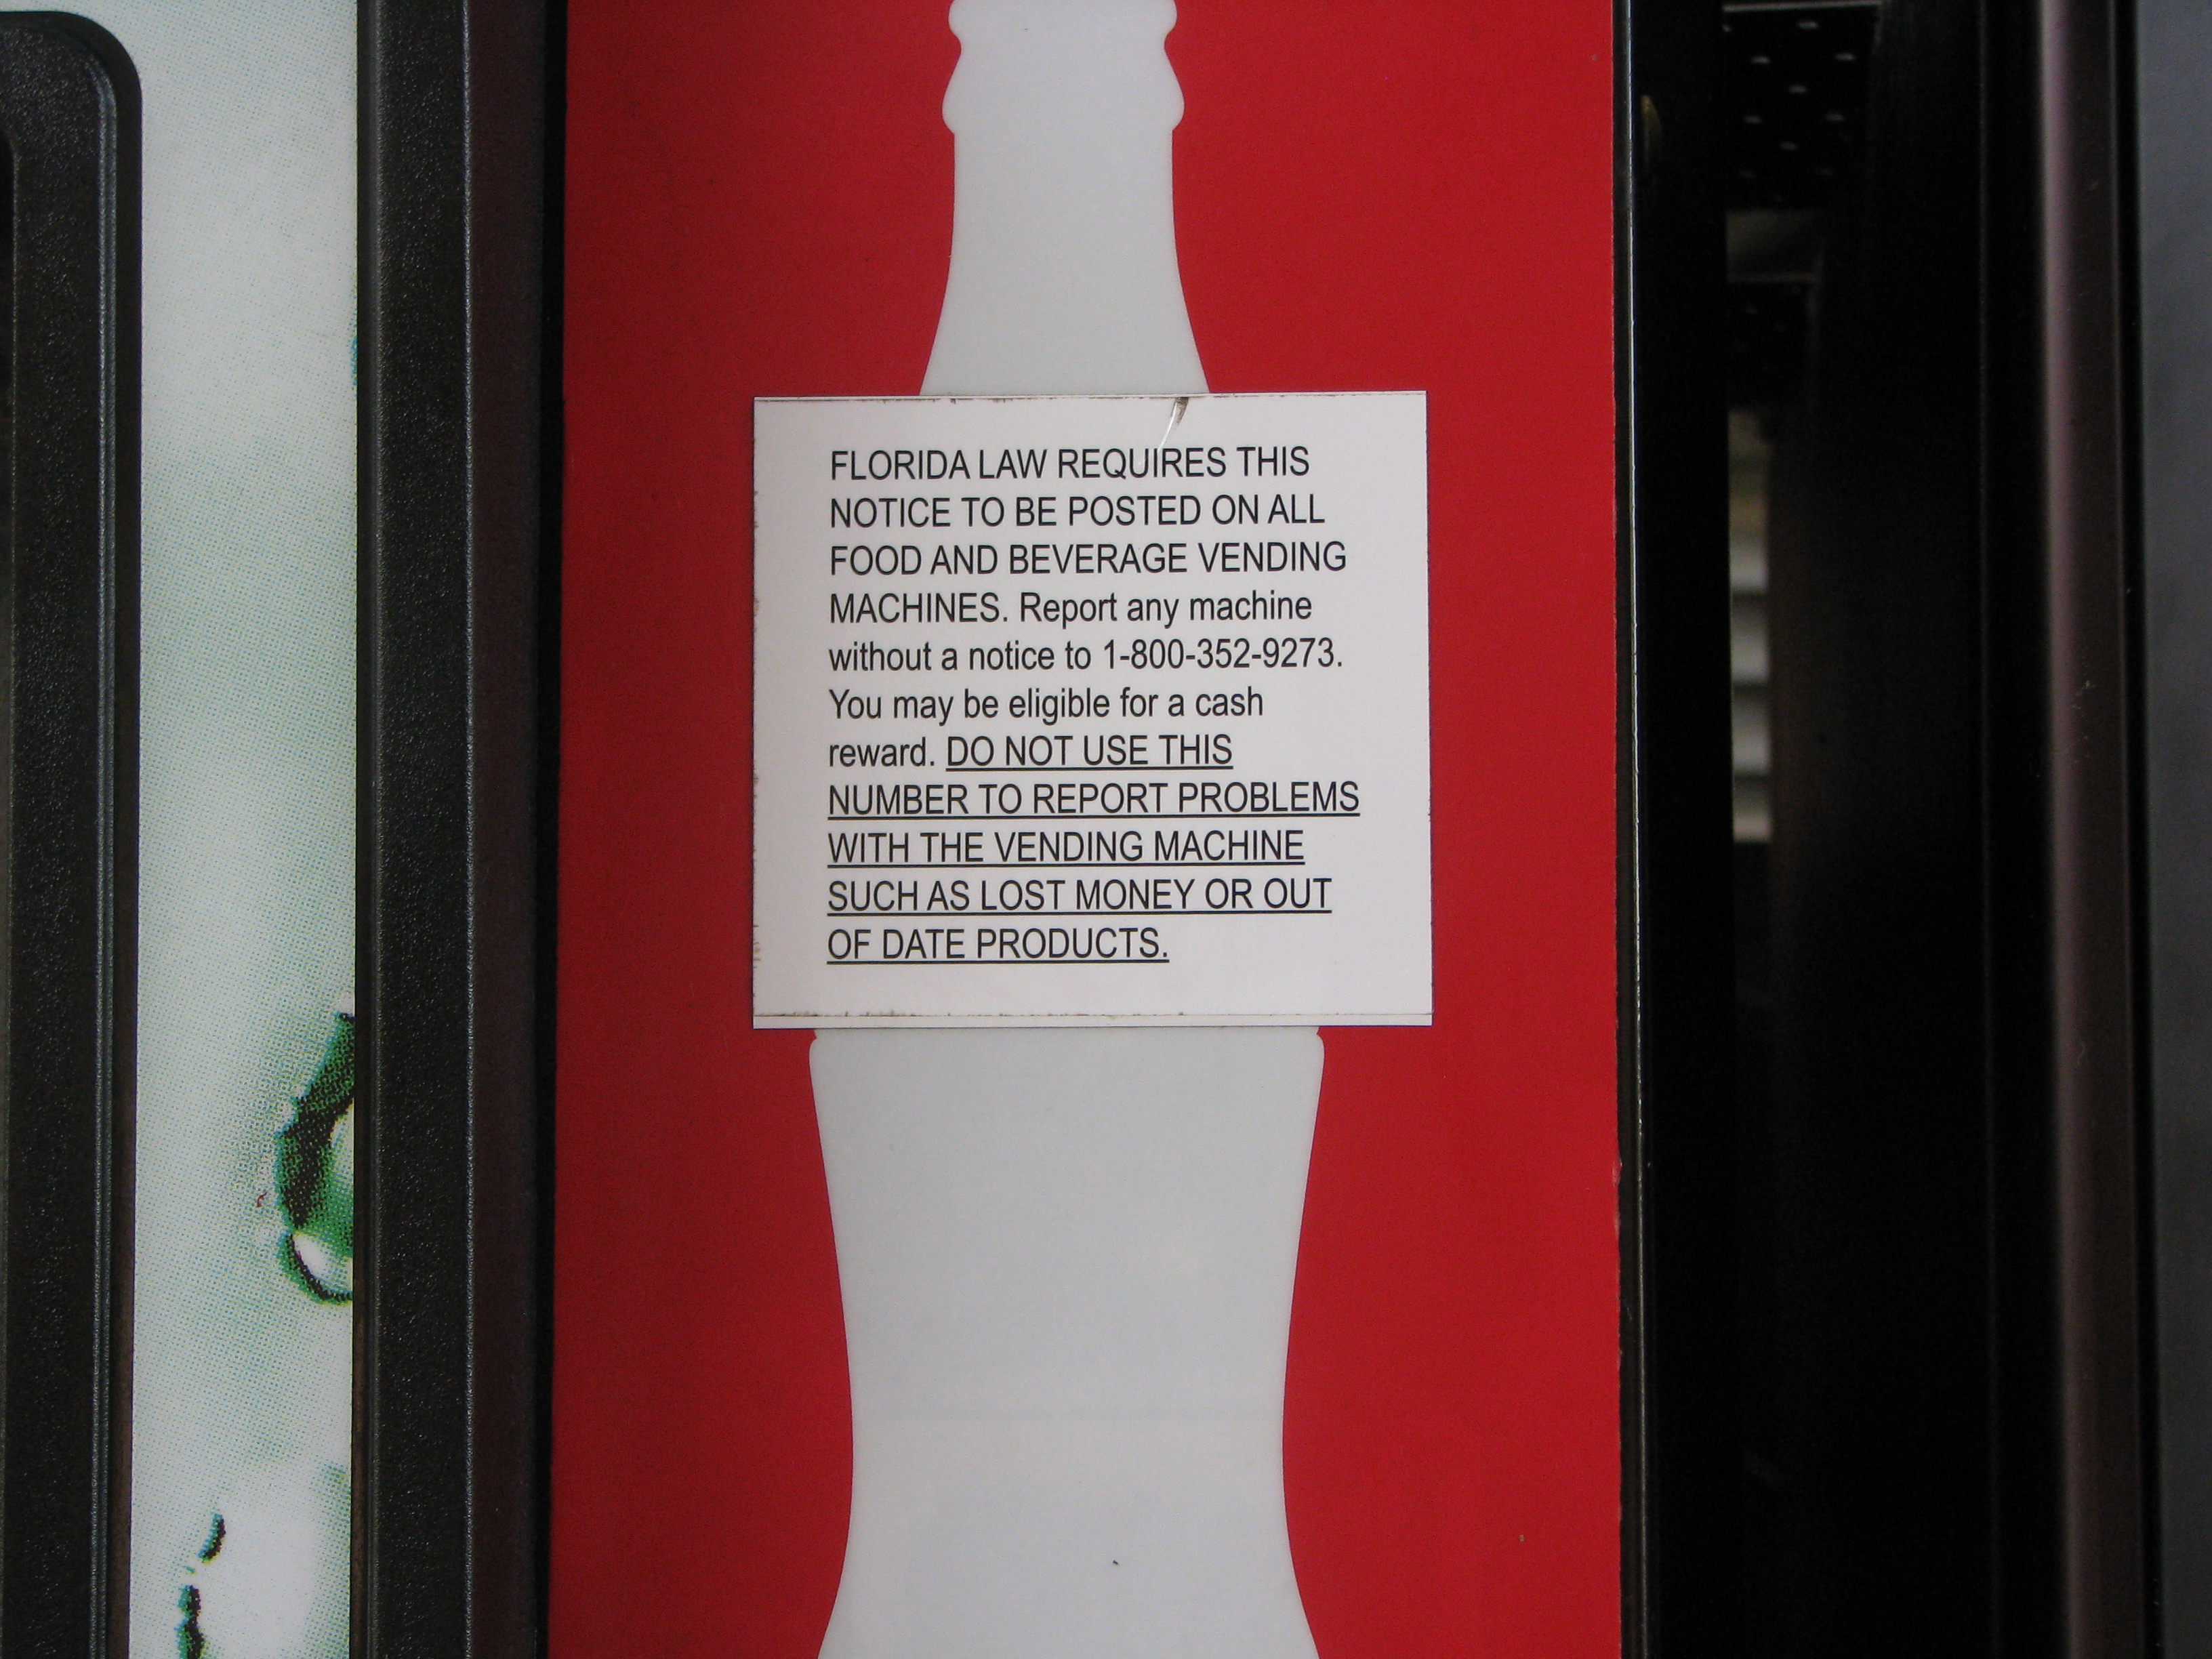 FLORIDA LAW REQUIRES THIS
NOTICE TO BE POSTED ON ALL
FOOD AND BEVERAGE VENDING
MACHINES. Report any machine
without a notice to 1-800-352-9273.
You may be eligible for a cash
reward. DO NOT USE THIS
NUMBER TO REPORT PROBLEMS
WITH THE VENDING MACHINE
SUCH AS LOST MONEY OR OUT
OF DATE PRODUCTS.